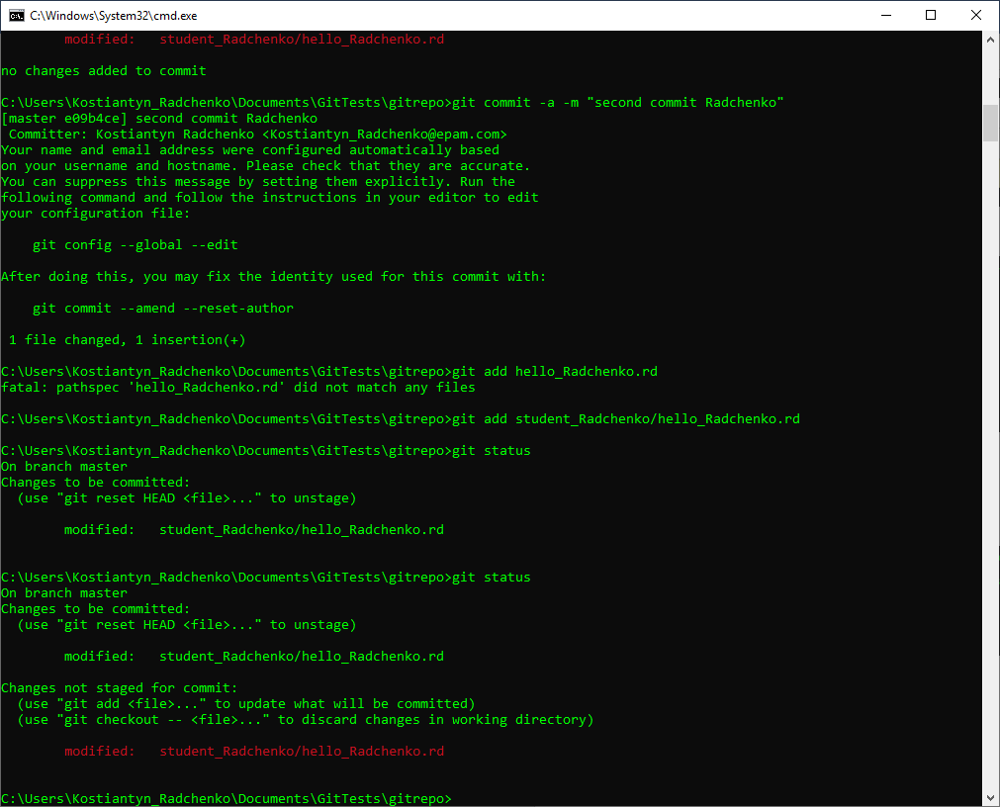 C:\Windows\System32\cmd.exe
modified:   student_Radchenko/hello_Radchenko.rd
no changes added to commit
C:\Users\Kostiantyn_Radchenko\Documents\GitTests\gitrepo>git commit -a -m "second commit Radchenko"
[master e09b4ce] second commit Radchenko
Committer: Kostiantyn Radchenko <Kostiantyn_Radchenko@epam.com>
Your name and email address were configured automatically based
on your username and hostname. Please check that they are accurate.
You can suppress this message by setting them explicitly. Run the
following command and follow the instructions in your editor to edit
your configuration file:
git config --global --edit
After doing this, you may fix the identity used for this commit with:
git commit --amend --reset-author
1 file changed, 1 insertion(+)
C:\Users\Kostiantyn_Radchenko\Documents\GitTests\gitrepo>git add hello_Radchenko.rd
fatal: pathspec 'hello_Radchenko.rd' did not match any files
C:\Users\Kostiantyn_Radchenko\Documents\GitTests\gitrepo>git add student_Radchenko/hello_Radchenko.rd
C:\Users\Kostiantyn_Radchenko\Documents\GitTests\gitrepo>git status
On branch master
Changes to be committed:
(use "git reset HEAD <file>..." to unstage)
modified:   student_Radchenko/hello_Radchenko.rd
C:\Users\Kostiantyn_Radchenko\Documents\GitTests\gitrepo>git status
On branch master
Changes to be committed:
(use "git reset HEAD <file>..." to unstage)
modified:   student_Radchenko/hello_Radchenko.rd
Changes not staged for commit:
(use "git add <file>..." to update what will be committed)
(use "git checkout -- <file>..." to discard changes in working directory)
modified:   student_Radchenko/hello_Radchenko.rd
C:\Users\Kostiantyn_Radchenko\Documents\GitTests\gitrepo>